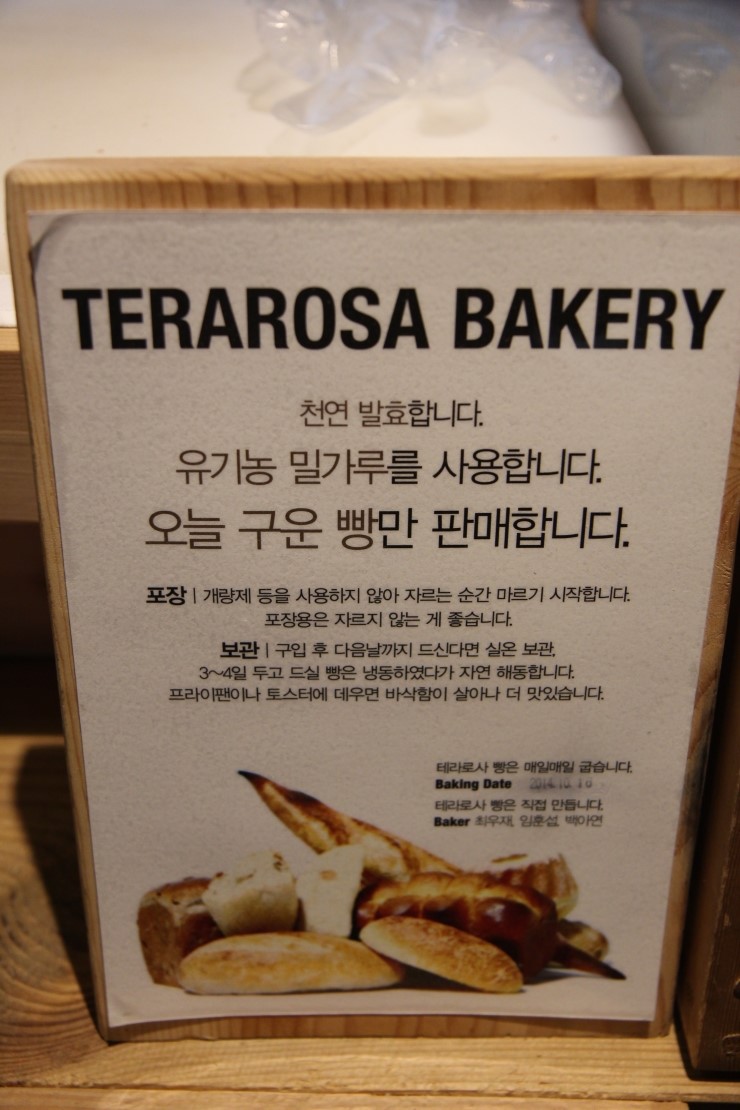 TERAROSA BAKERY
천연 발효합니다.
유기농 밀가루를 사용합니다.
오늘 구운 빵만 판매합니다.
포장 | 개량제 등을 사용하지 않아 자르는 순간 마르기 시작합니다.
포장용은 자르지 않는 게 좋습니다.
보관 | 구입 후 다음날까지 드신다면 실온 보관.
3~4일 두고 드실 빵은 냉동하였다가 자연 해동합니다.
프라이팬이나 토스터에 데우면 바삭함이 살아나 더 맛있습니다.
테라로사 빵은 매일매일 굽습니다.
Baking Date 2014.10.
테라로사 빵은 직접 만듭니다.
Baker 최우재, 임훈섭, 백아연